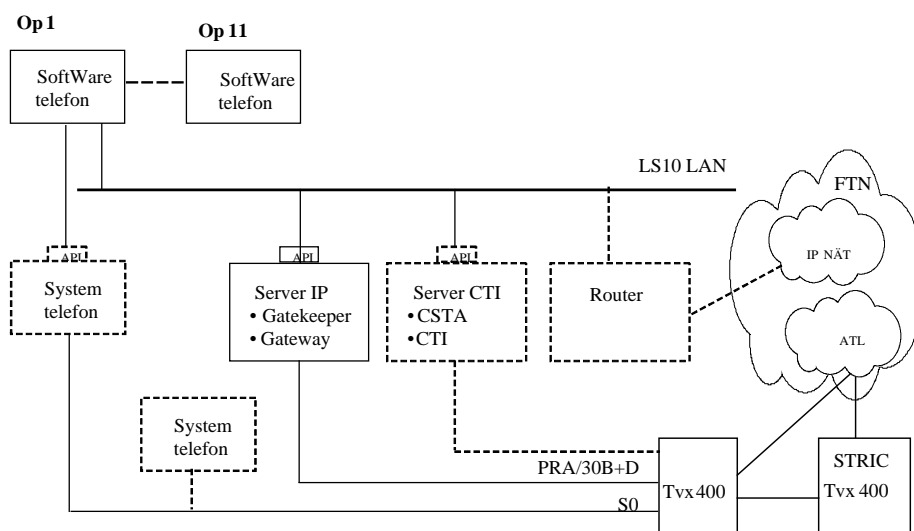 Op 1
Op 11
SoftWare
telefon
SoftWare
telefon
LS10 LAN
FTN
IP NÄT
API
API
API
System
telefon
Server IP
• Gatekeeper
• Gateway
Server CTI
• CSTA
• CTI
Router
ATL
System
telefon
PRA/30B+D
S0
Tvx 400
STRIC
Tvx 400